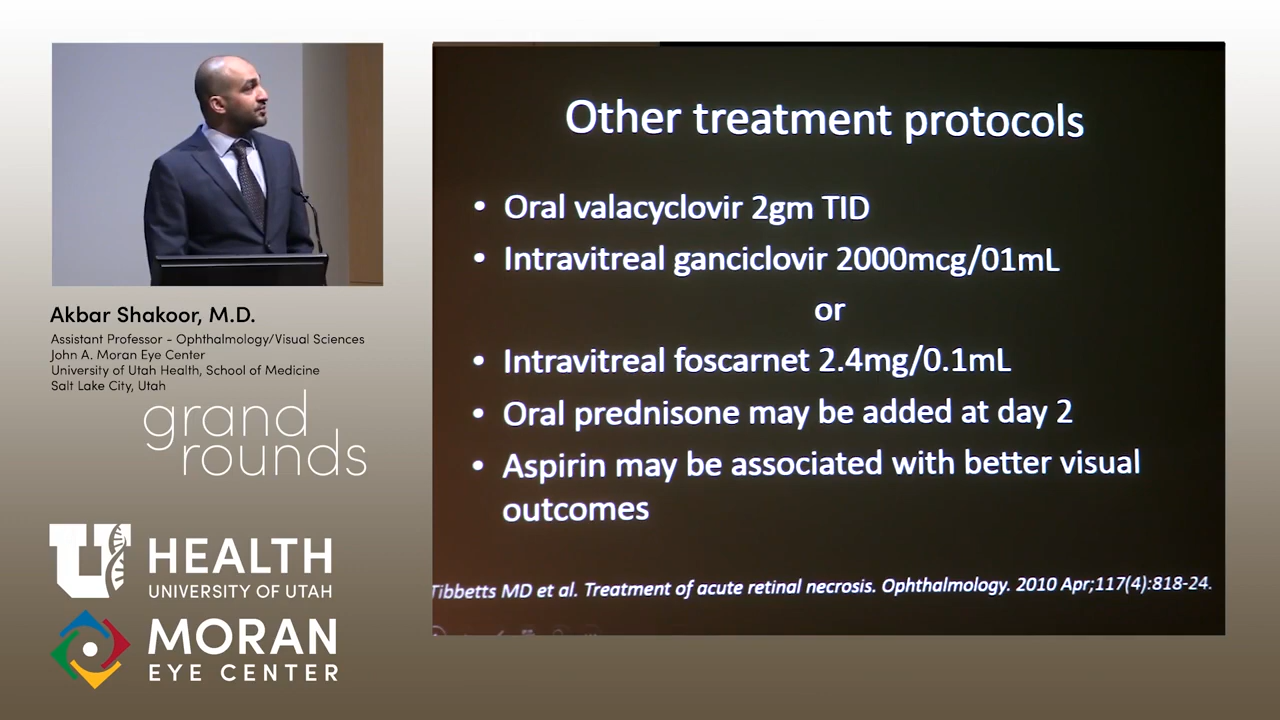 Akbar Shakoor, M.D.
Assistant Professor - Ophthalmology/Visual Sciences
John A. Moran Eye Center
University of Utah Health, School of Medicine
Salt Lake City, Utah
grand
rounds
U HEALTH
UNIVERSITY OF UTAH
MORAN
EYE CENTER
Other treatment protocols
• Oral valacyclovir 2gm TID
• Intravitreal ganciclovir 2000mcg/01mL
or
• Intravitreal foscarnet 2.4mg/0.1mL
• Oral prednisone may be added at day 2
• Aspirin may be associated with better visual
outcomes
Tibbetts MD et al. Treatment of acute retinal necrosis. Ophthalmology. 2010 Apr;117(4):818-24.